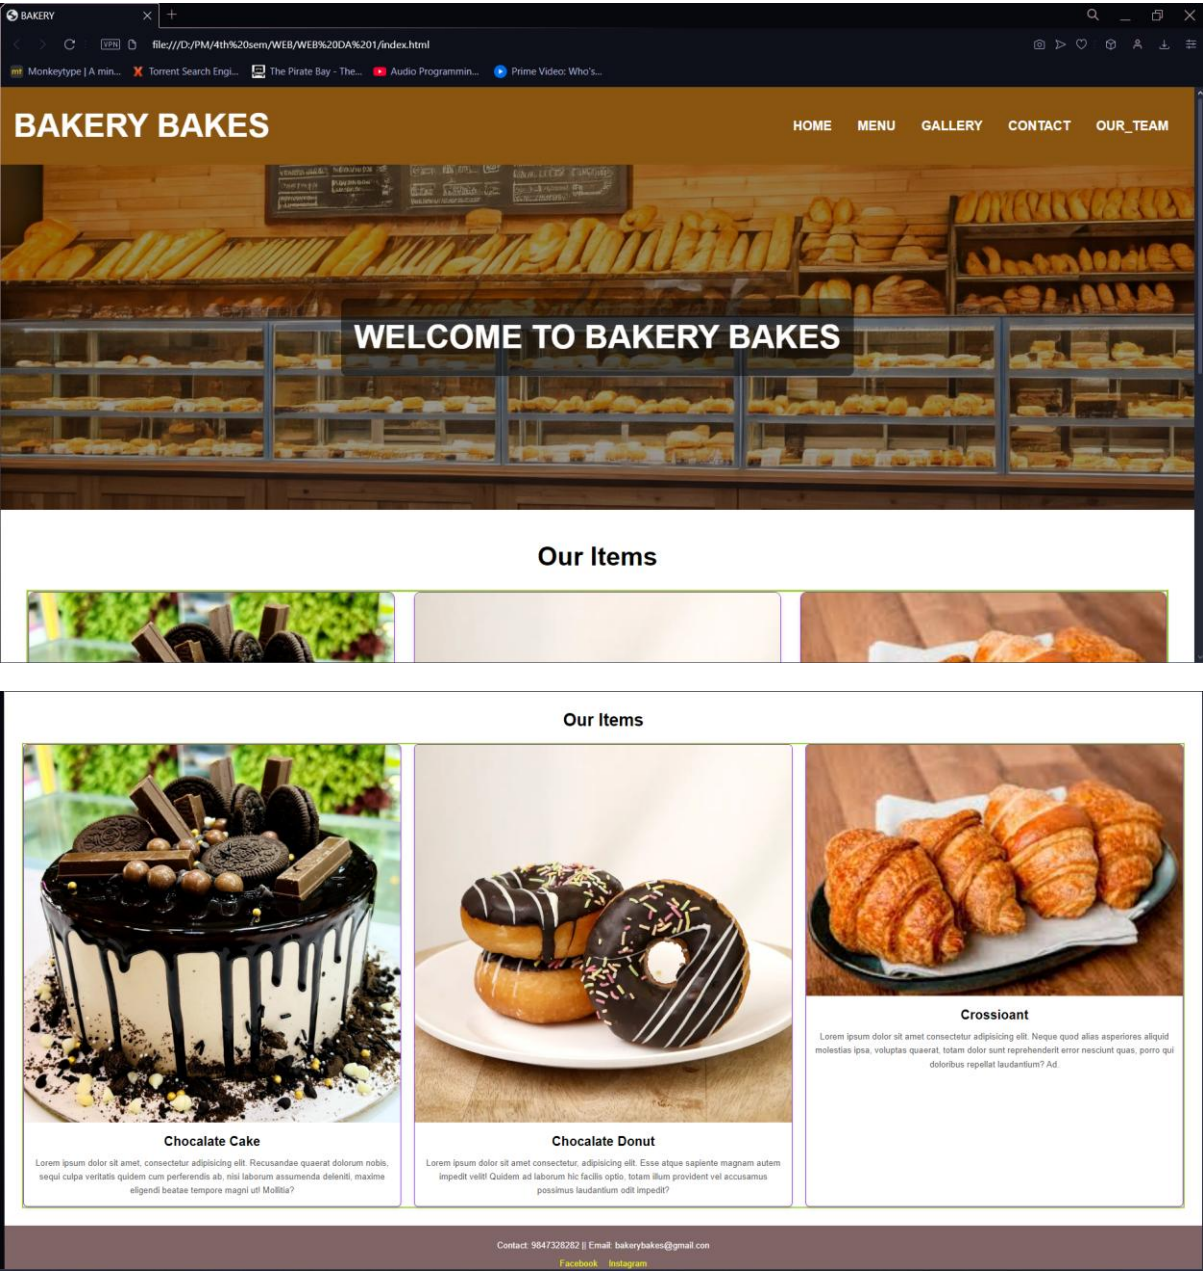 BAKERY
VPN file:///D:/PM/4th%20sem/WEB/WEB%20DA%201/index.html
mt Monkeytype | A min... Torrent Search Engi... The Pirate Bay - The... Audio Programmin... Prime Video: Who's...
BAKERY BAKES HOME MENU GALLERY CONTACT OUR_TEAM
WELCOME TO BAKERY BAKES
Our Items
Our Items
Crossioant
Lorem ipsum dolor sit amet consectetur adipisicing elit. Neque quod alias asperiores aliquid
molestias ipsa, voluptas quaerat, totam dolor sunt reprehenderit error nesciunt quas, porro qui
doloribus repellat laudantium? Ad.
Chocalate Cake
Lorem ipsum dolor sit amet, consectetur adipisicing elit. Recusandae quaerat dolorum nobis,
sequi culpa veritatis quidem cum perferendis ab, nisi laborum assumenda deleniti, maxime
eligendi beatae tempore magni ut! Mollitia?
Chocalate Donut
Lorem ipsum dolor sit amet consectetur, adipisicing elit. Esse atque sapiente magnam autem
impedit velit! Quidem ad laborum hic facilis optio, totam illum provident vel accusamus
possimus laudantium odit impedit?
Contact: 9847328282 || Email: bakerybakes@gmail.con
Facebook Instagram